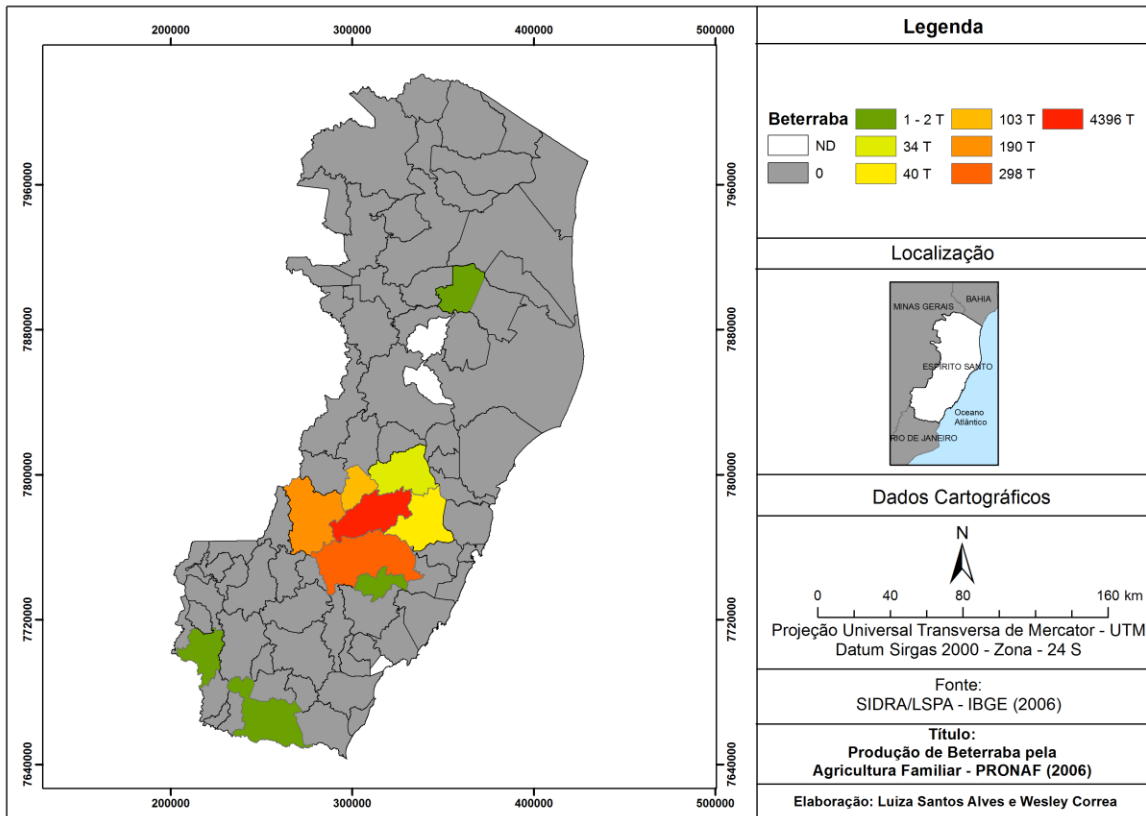 200000 300000 400000 500000
7960000
7880000
7800000
7720000
7640000
7960000
7880000
7800000
7720000
7640000
200000 300000 400000 500000
Legenda
Beterraba
ND
0
1 - 2 T
34 T
40 T
103 T
190 T
298 T
4396 T
Localização
MINAS GERAIS
BAHIA
ESPÍRITO SANTO
Oceano
Atlântico
RIO DE JANEIRO
Dados Cartográficos
N
0 40 80 160 km
Projeção Universal Transversa de Mercator - UTM
Datum Sirgas 2000 - Zona - 24 S
Fonte:
SIDRA/LSPA - IBGE (2006)
Título:
Produção de Beterraba pela
Agricultura Familiar - PRONAF (2006)
Elaboração: Luiza Santos Alves e Wesley Correa